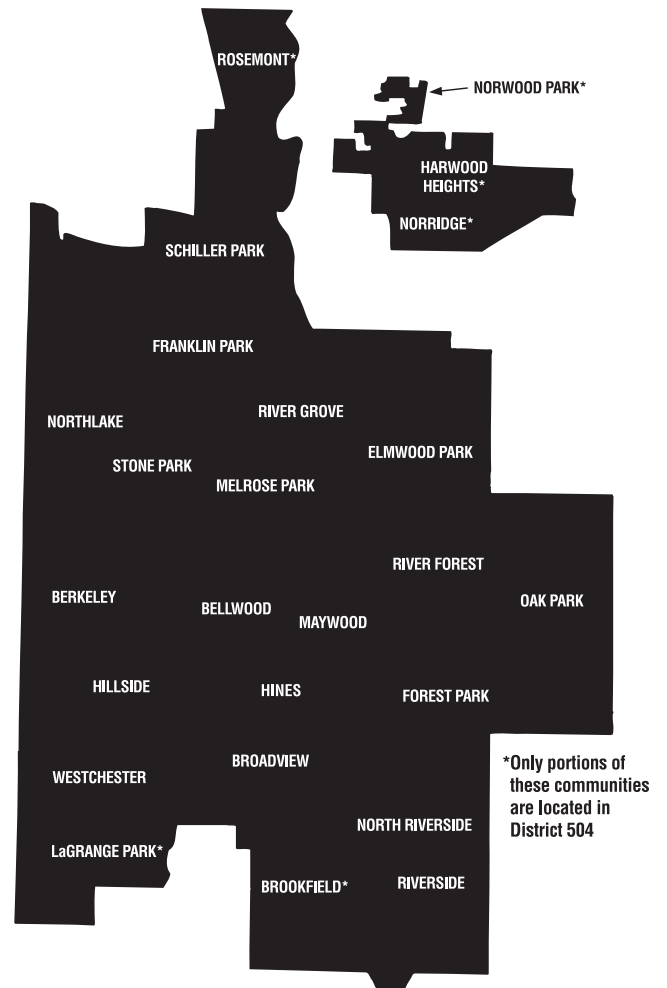 ROSEMONT*
NORWOOD PARK*
HARWOOD
HEIGHTS*
NORRIDGE*
SCHILLER PARK
FRANKLIN PARK
RIVER GROVE
NORTHLAKE
ELMWOOD PARK
STONE PARK
MELROSE PARK
RIVER FOREST
BERKELEY
OAK PARK
BELLWOOD
MAYWOOD
HILLSIDE
HINES
FOREST PARK
BROADVIEW
WESTCHESTER
*Only portions of
these communities
are located in
District 504
NORTH RIVERSIDE
LaGRANGE PARK*
BROOKFIELD*
RIVERSIDE